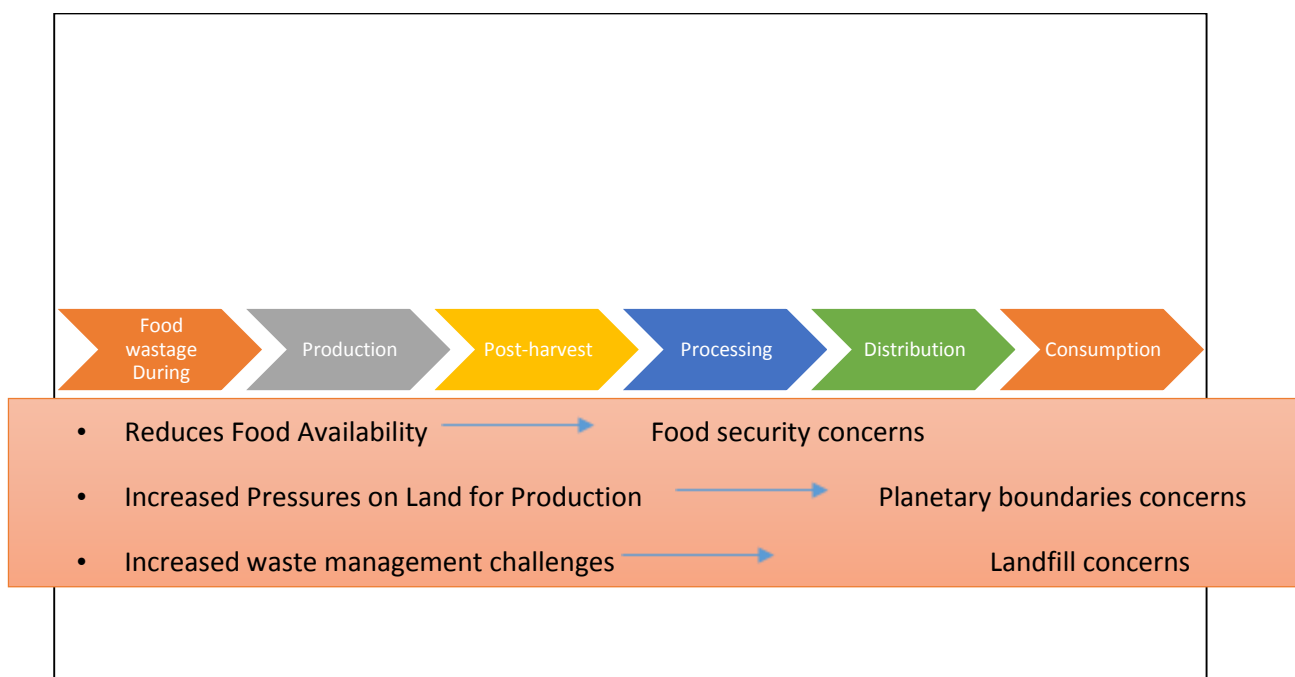 Food
wastage
During
Production
Post-harvest
Processing
Distribution
Consumption
• Reduces Food Availability Food security concerns
• Increased Pressures on Land for Production Planetary boundaries concerns
• Increased waste management challenges Landfill concerns